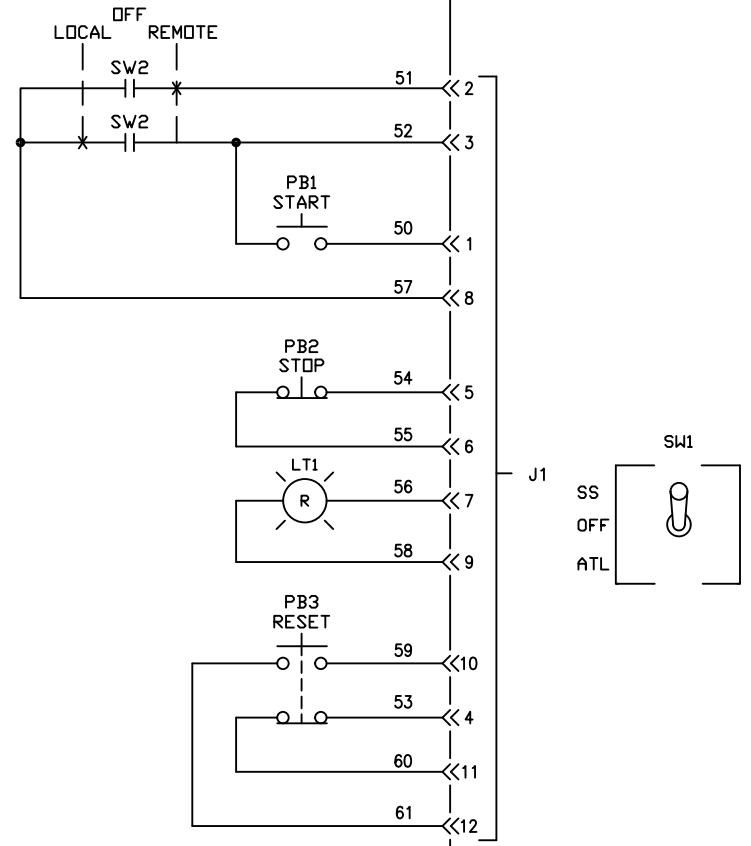 OFF
LOCAL REMOTE
SW2 51 2
SW2 52 3
PB1
START
50 1
57 8
PB2
STOP
54 5
55 6
LT1
R 56 7
58 9
J1
SW1
SS
OFF
ATL
PB3
RESET
59 10
53 4
60 11
61 12